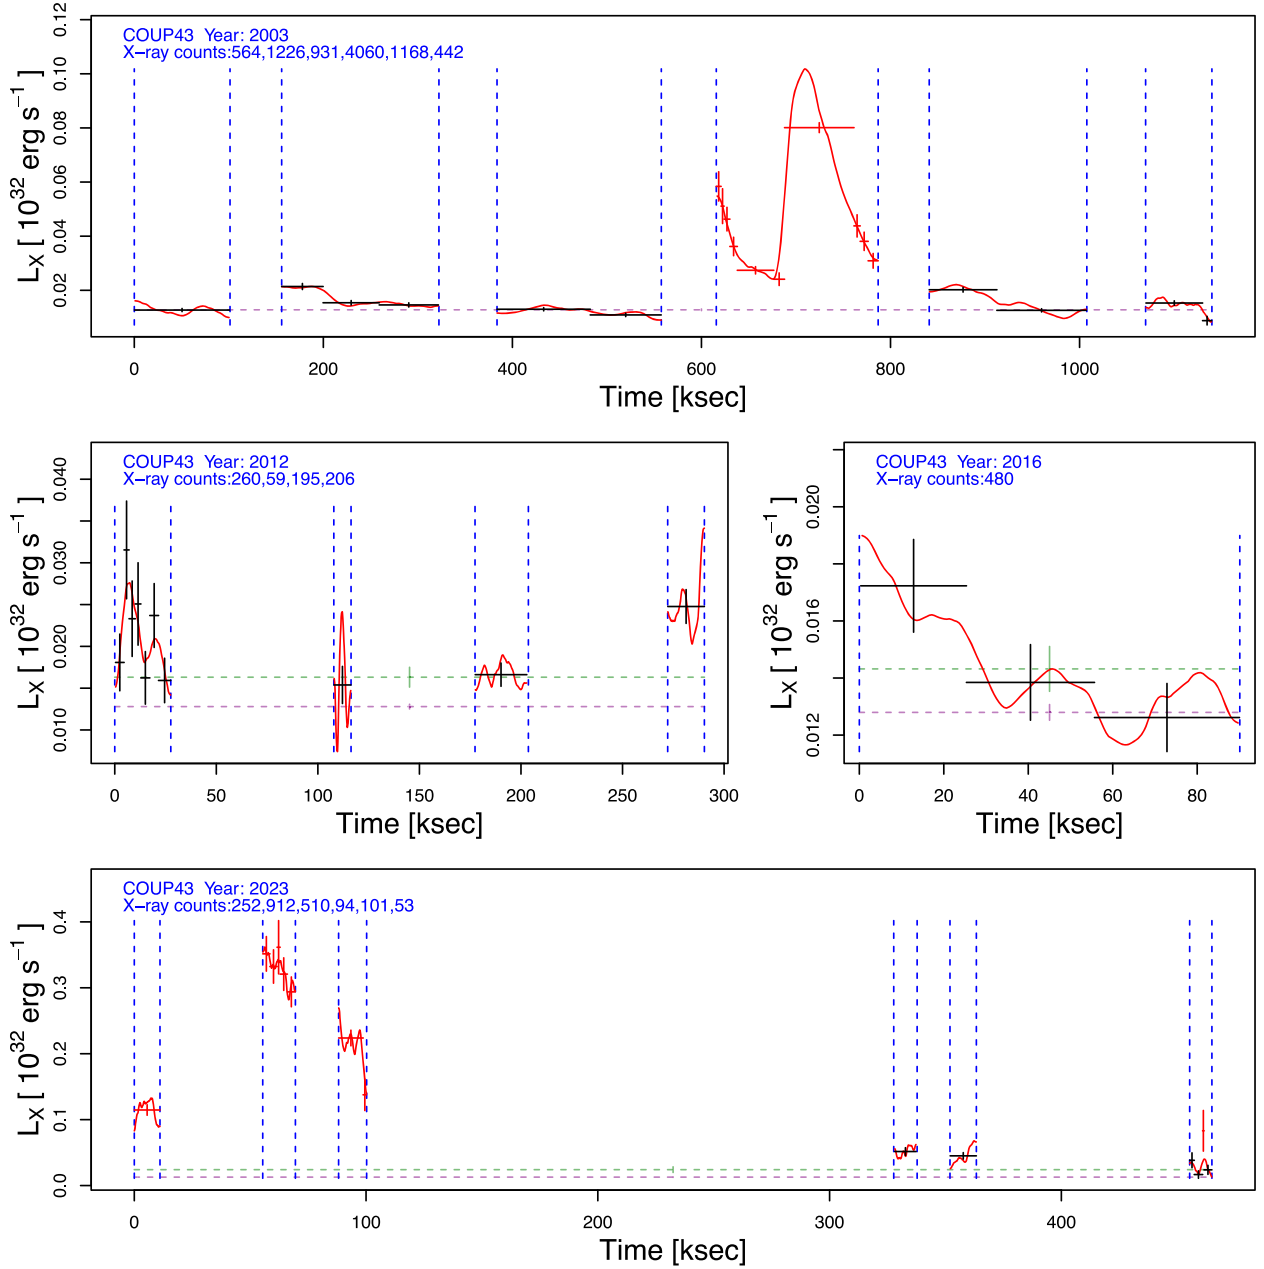 COUP43 Year: 2003
X−ray counts:564,1226,931,4060,1168,442
L_X [ 10^32 erg s^−1 ]
0.12
0.10
0.08
0.06
0.04
0.02
0 200 400 600 800 1000
Time [ksec]
COUP43 Year: 2012
X−ray counts:260,59,195,206
L_X [ 10^32 erg s^−1 ]
0.040
0.030
0.020
0.010
0 50 100 150 200 250 300
Time [ksec]
COUP43 Year: 2016
X−ray counts:480
L_X [ 10^32 erg s^−1 ]
0.020
0.016
0.012
0 20 40 60 80
Time [ksec]
COUP43 Year: 2023
X−ray counts:252,912,510,94,101,53
L_X [ 10^32 erg s^−1 ]
0.4
0.3
0.2
0.1
0.0
0 100 200 300 400
Time [ksec]